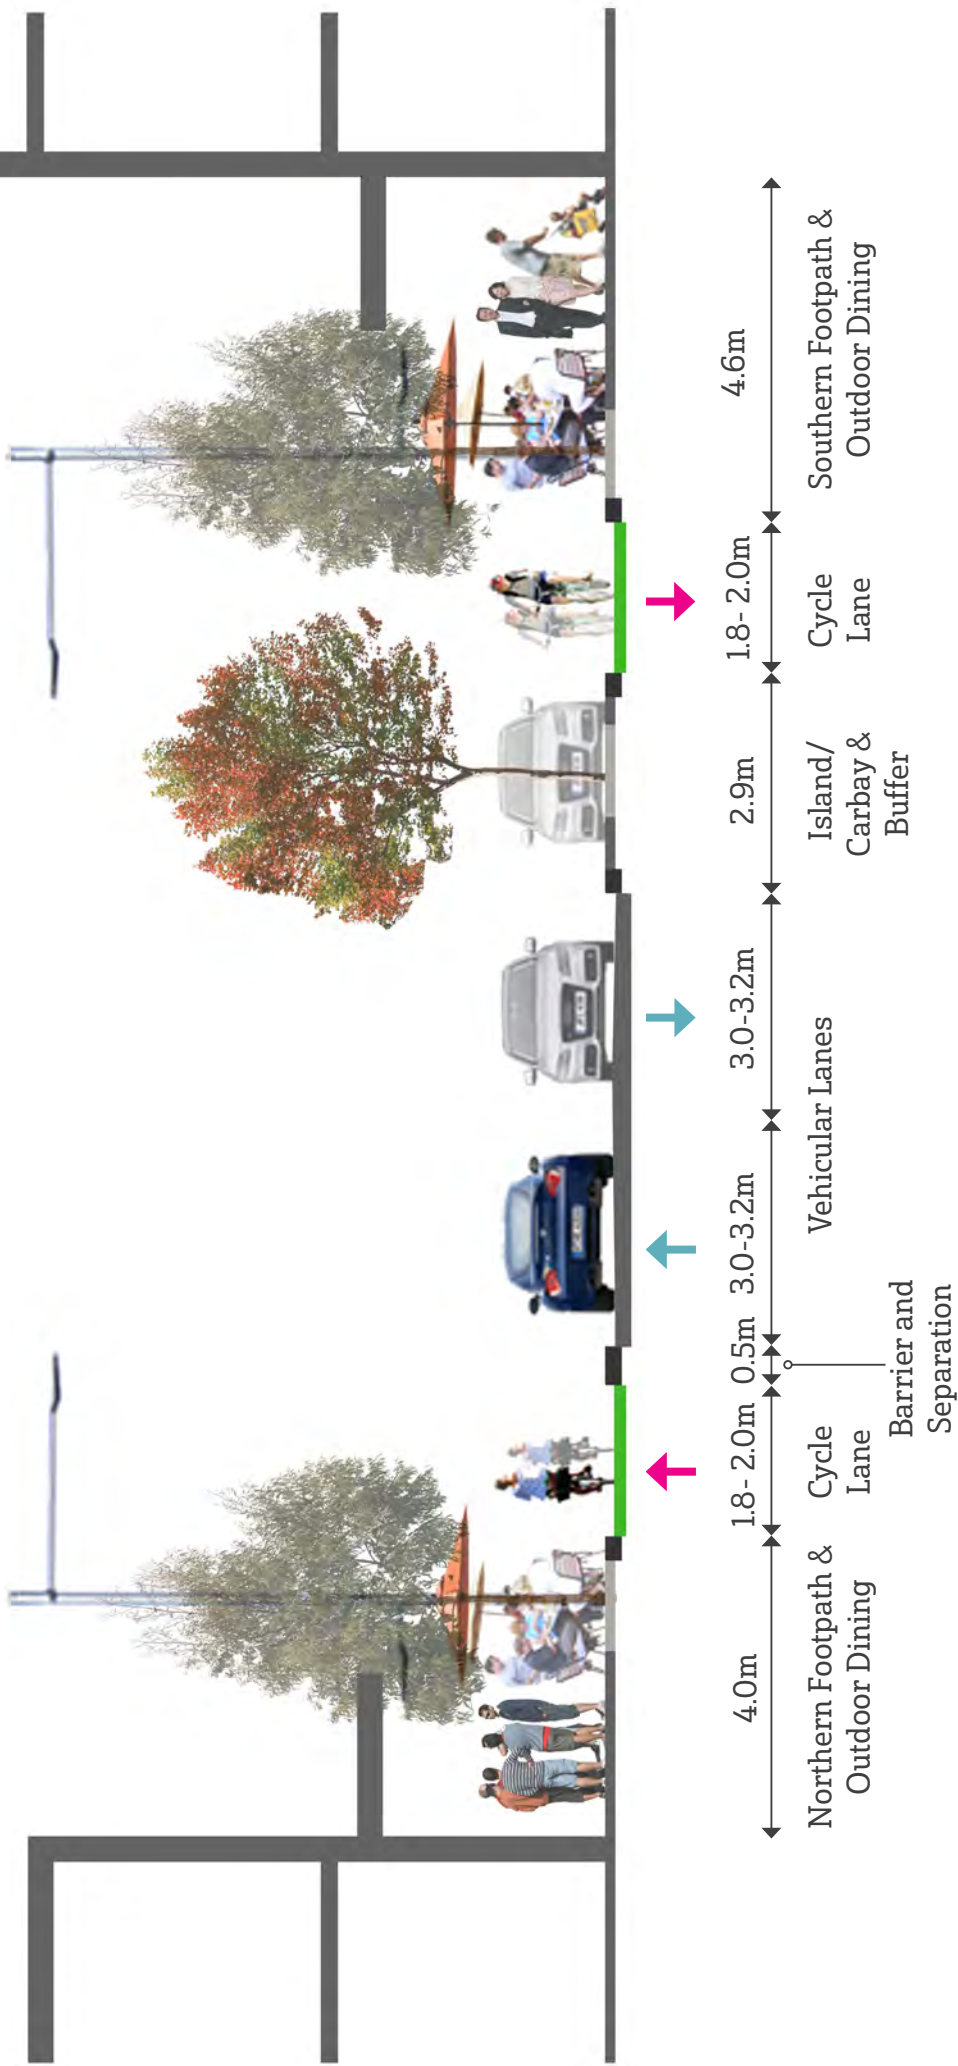 4.0m
1.8- 2.0m
0.5m
3.0-3.2m
3.0-3.2m
2.9m
1.8- 2.0m
4.6m
Northern Footpath &
Outdoor Dining
Cycle
Lane
Barrier and
Separation
Vehicular Lanes
Island/
Carbay &
Buffer
Cycle
Lane
Southern Footpath &
Outdoor Dining